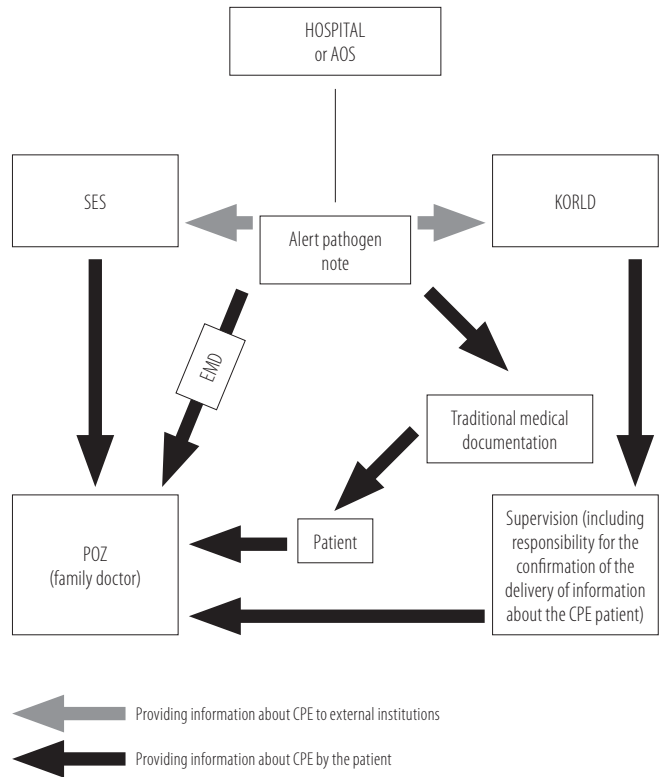 HOSPITAL
or AOS
SES
KORLD
Alert pathogen
note
EMD
Traditional medical
documentation
POZ
(family doctor)
Patient
Supervision (including
responsibility for the
confirmation of the
delivery of information
about the CPE patient)
Providing information about CPE to external institutions
Providing information about CPE by the patient